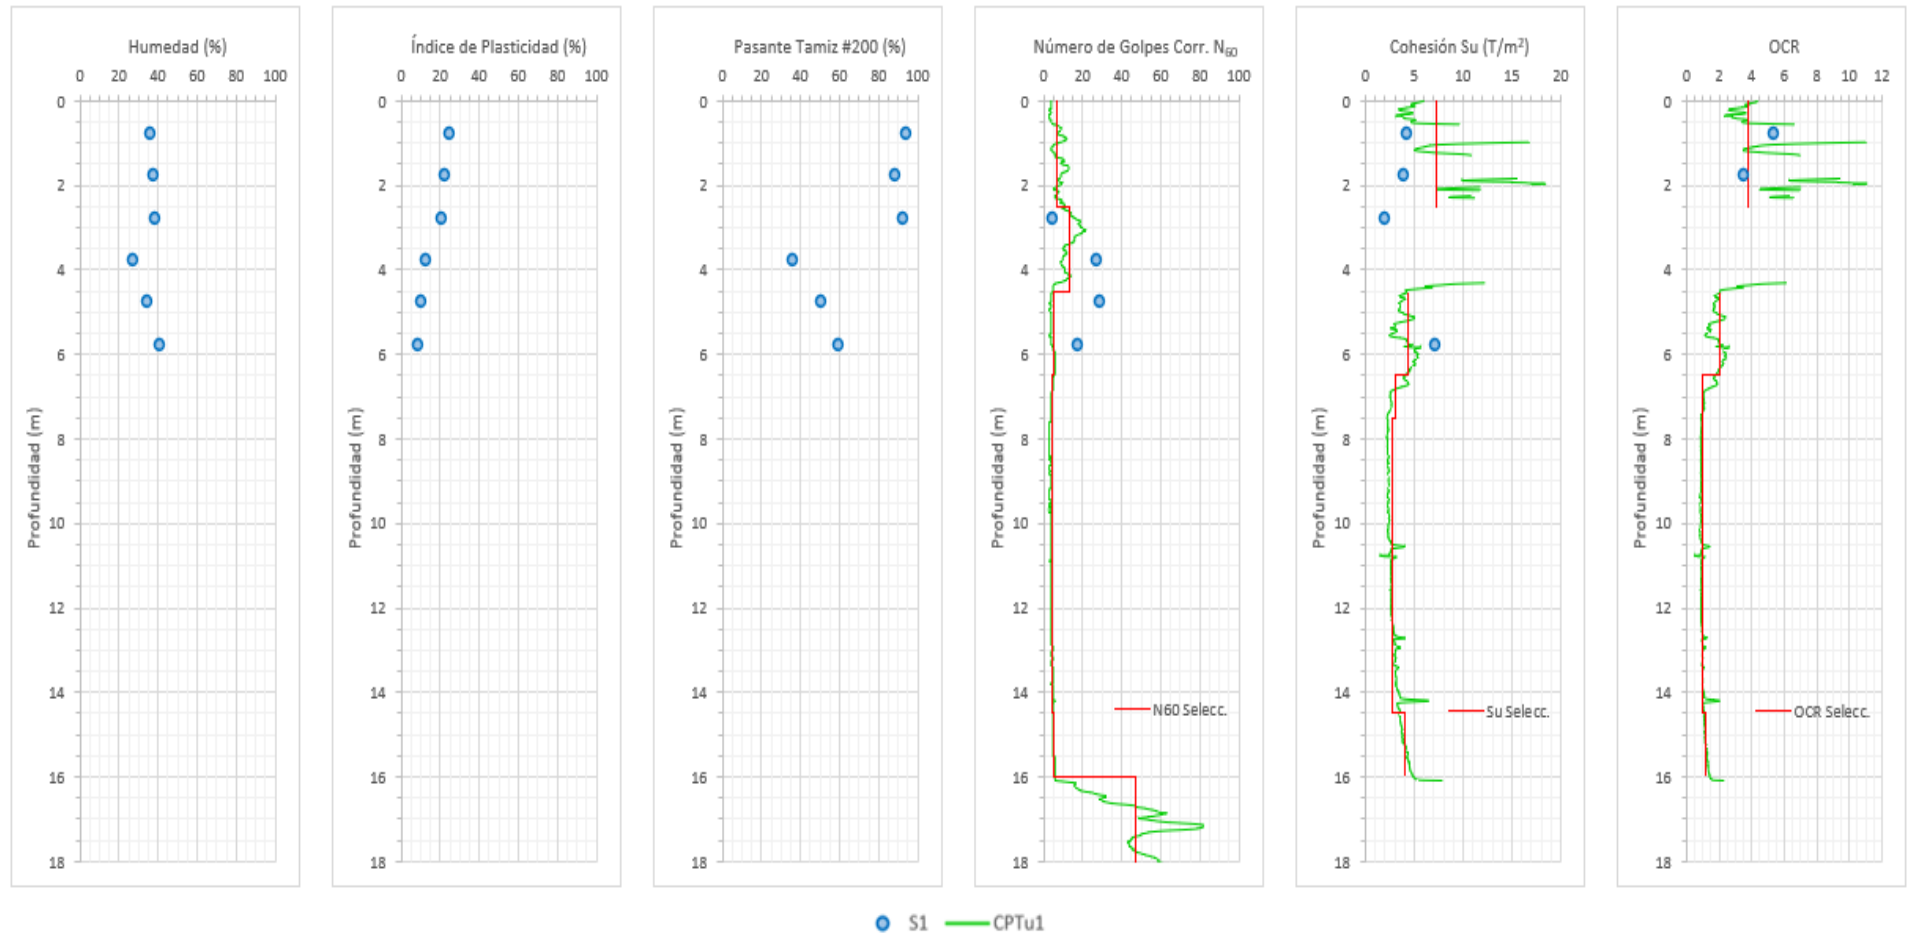 Humedad (%)
0 20 40 60 80 100
0
2
4
6
8
10
12
14
16
18
Profundidad (m)
Índice de Plasticidad (%)
0 20 40 60 80 100
0
2
4
6
8
10
12
14
16
18
Profundidad (m)
Pasante Tamiz #200 (%)
0 20 40 60 80 100
0
2
4
6
8
10
12
14
16
18
Profundidad (m)
Número de Golpes Corr. N₆₀
0 20 40 60 80 100
0
2
4
6
8
10
12
14
16
18
Profundidad (m)
N60 Selecc.
Cohesión Su (T/m²)
0 5 10 15 20
0
2
4
6
8
10
12
14
16
18
Profundidad (m)
Su Selecc.
OCR
0 2 4 6 8 10 12
0
2
4
6
8
10
12
14
16
18
Profundidad (m)
OCR Selecc.
S1 CPTu1